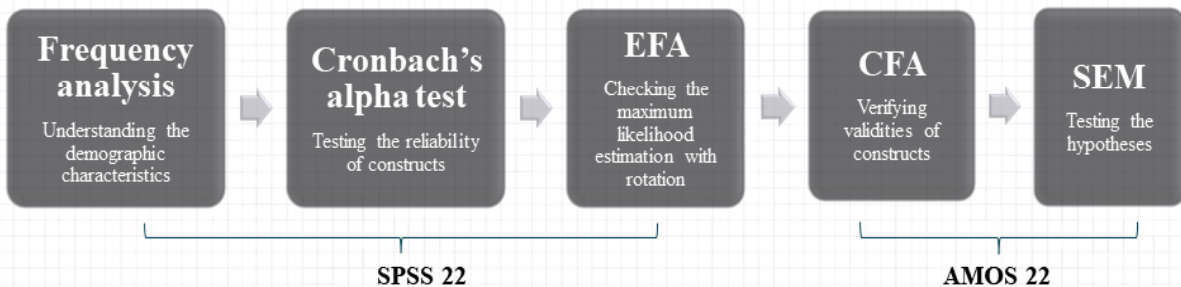 Frequency
analysis
Understanding the
demographic
characteristics
Cronbach's
alpha test
Testing the reliability
of constructs
EFA
Checking the
maximum
likelihood
estimation with
rotation
CFA
Verifying
validities of
constructs
SEM
Testing the
hypotheses
SPSS 22
AMOS 22